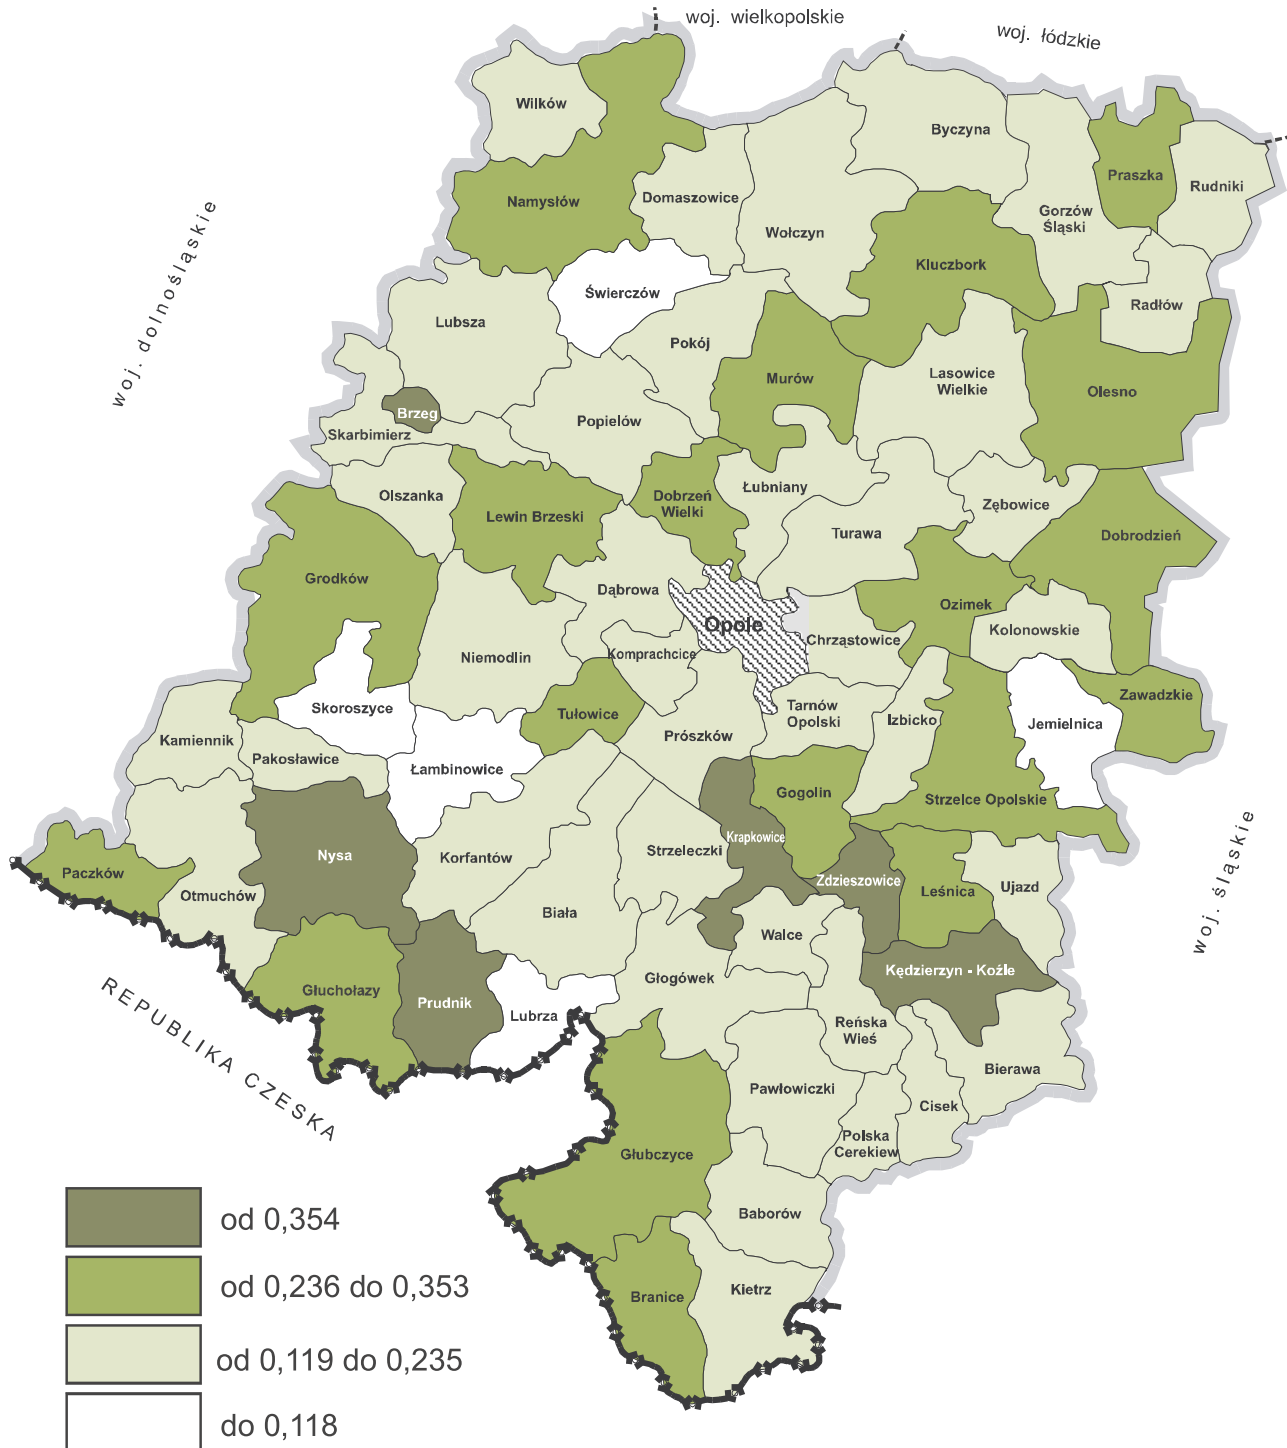 woj. wielkopolskie
woj. łódzkie
Wilków
Byczyna
Praszka
Rudniki
Namysłów
Domaszowice
Gorzów
Śląski
Wołczyn
woj. dolnośląskie
Kluczbork
Świerczów
Radłów
Lubsza
Pokój
Murów
Lasowice
Wielkie
Olesno
Brzeg
Popielów
Skarbimierz
Olszanka
Łubniany
Dobrzeń
Wielki
Zębowice
Lewin Brzeski
Turawa
Dobrodzień
Grodków
Dąbrowa
Ozimek
Opole
Kolonowskie
Chrząstowice
Niemodlin
Komprachcice
Zawadzkie
Skoroszyce
Tułowice
Tarnów
Opolski
Izbicko
Jemielnica
Prószków
Kamiennik
Pakosławice
Łambinowice
Gogolin
Strzelce Opolskie
Krapkowice
Nysa
Korfantów
Strzeleczki
woj. śląskie
Paczków
Zdzieszowice
Otmuchów
Leśnica
Ujazd
Biała
Walce
Głogówek
Kędzierzyn - Koźle
Głuchołazy
Prudnik
Lubrza
Reńska
Wieś
REPUBLIKA CZESKA
Bierawa
Pawłowiczki
Cisek
Polska
Cerekiew
Głubczyce
Baborów
Kietrz
Branice
od 0,354
od 0,236 do 0,353
od 0,119 do 0,235
do 0,118